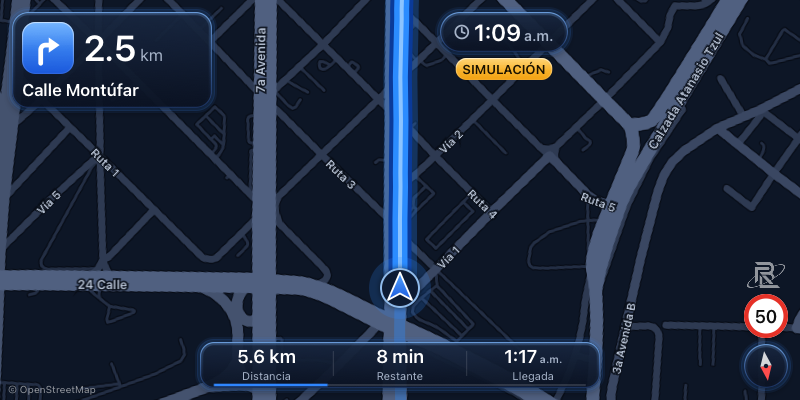 2.5 km
Calle Montúfar
1:09 a.m.
SIMULACIÓN
7a Avenida
Calzada Atanasio Tzul
Vía 2
Ruta 1
Ruta 3
Vía 5
Ruta 4
Ruta 5
Vía 1
24 Calle
50
3a Avenida B
5.6 km
Distancia
8 min
Restante
1:17 a.m.
Llegada
© OpenStreetMap